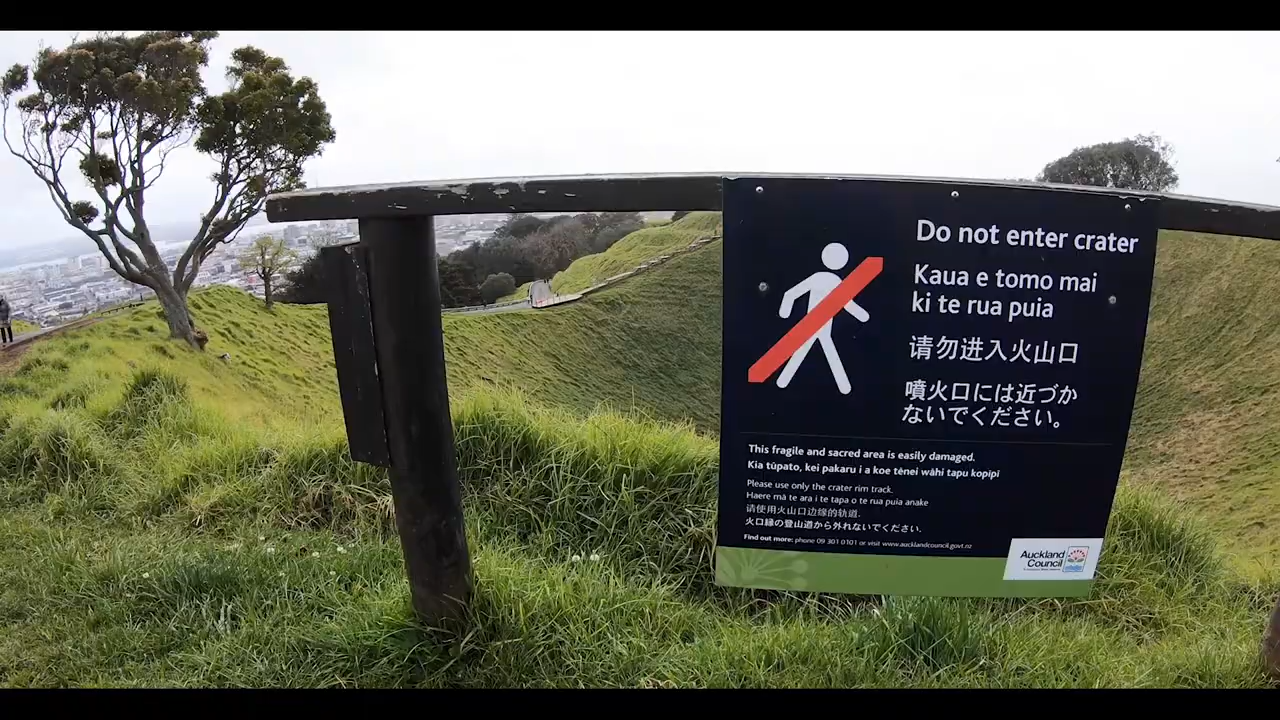 Do not enter crater
Kaua e tomo mai
ki te rua puia
请勿进入火山口
噴火口には近づか
ないでください。
This fragile and sacred area is easily damaged.
Kia tūpato, kei pakaru i a koe tēnei wāhi tapu kopīpī
Please use only the crater rim track.
Haere mā te ara i te tapa o te rua puia anake
请使用火山口边缘的轨道.
火口縁の登山道から外れないでください.
Find out more: phone 09 301 0101 or visit www.aucklandcouncil.govt.nz
Auckland
Council